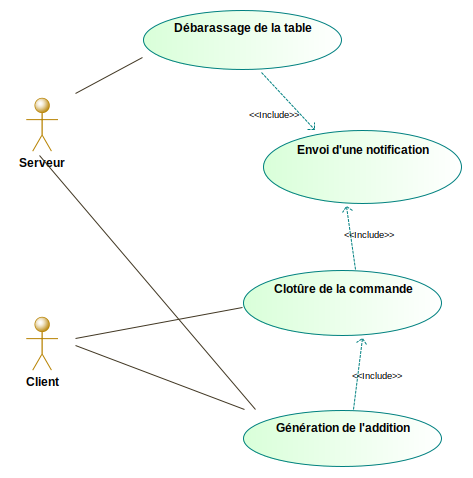 Débarassage de la table
<<Include>>
Serveur
Envoi d'une notification
<<Include>>
Clotûre de la commande
Client
<<Include>>
Génération de l'addition